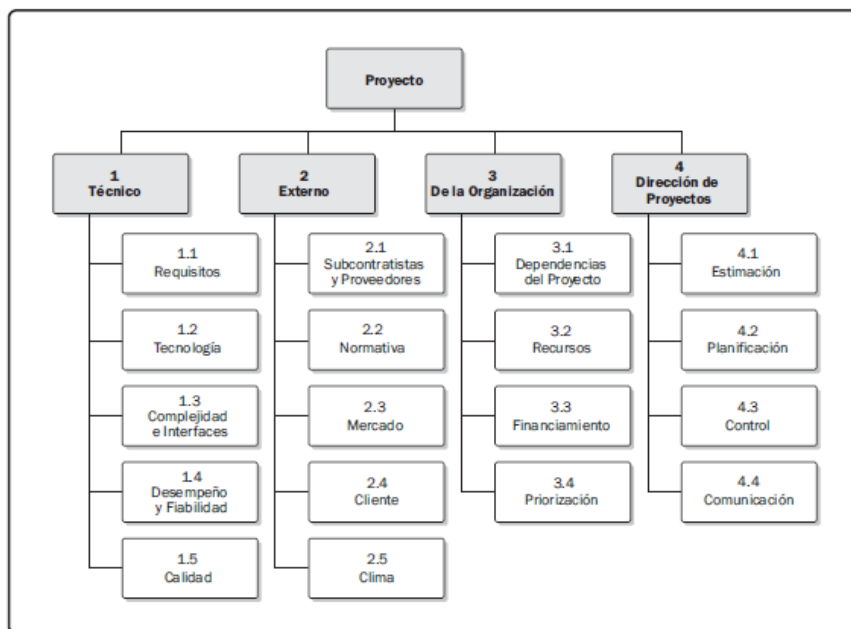 Proyecto
1
Técnico
2
Externo
3
De la Organización
4
Dirección de
Proyectos
1.1
Requisitos
2.1
Subcontratistas
y Proveedores
3.1
Dependencias
del Proyecto
4.1
Estimación
1.2
Tecnología
2.2
Normativa
3.2
Recursos
4.2
Planificación
1.3
Complejidad
e Interfaces
2.3
Mercado
3.3
Financiamiento
4.3
Control
1.4
Desempeño
y Fiabilidad
2.4
Cliente
3.4
Priorización
4.4
Comunicación
1.5
Calidad
2.5
Clima